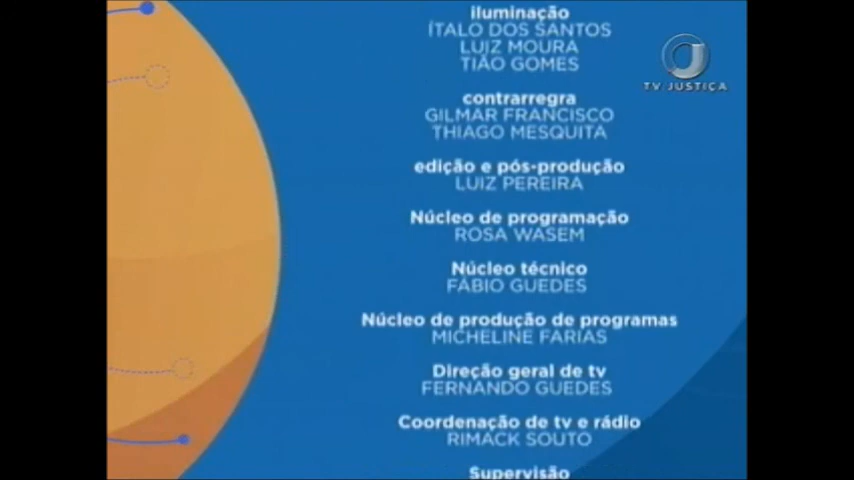 iluminação
ÍTALO DOS SANTOS
LUIZ MOURA
TIÃO GOMES
TV JUSTIÇA
contrarregra
GILMAR FRANCISCO
THIAGO MESQUITA
edição e pós-produção
LUIZ PEREIRA
Núcleo de programação
ROSA WASEM
Núcleo técnico
FÁBIO GUEDES
Núcleo de produção de programas
MICHELINE FARIAS
Direção geral de tv
FERNANDO GUEDES
Coordenação de tv e rádio
RIMACK SOUTO
Supervisão